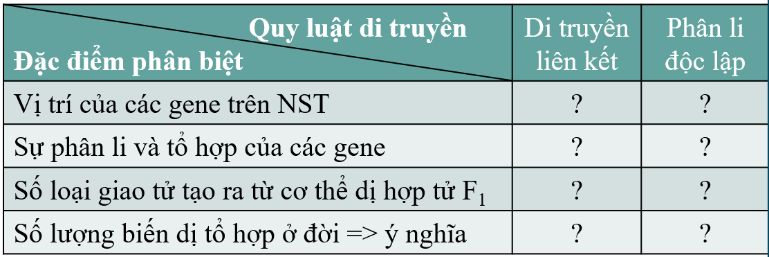 Quy luật di truyền
Đặc điểm phân biệt
Di truyền
liên kết
Phân li
độc lập
Vị trí của các gene trên NST ? ?
Sự phân li và tổ hợp của các gene ? ?
Số loại giao tử tạo ra từ cơ thể dị hợp tử F₁ ? ?
Số lượng biến dị tổ hợp ở đời => ý nghĩa ? ?